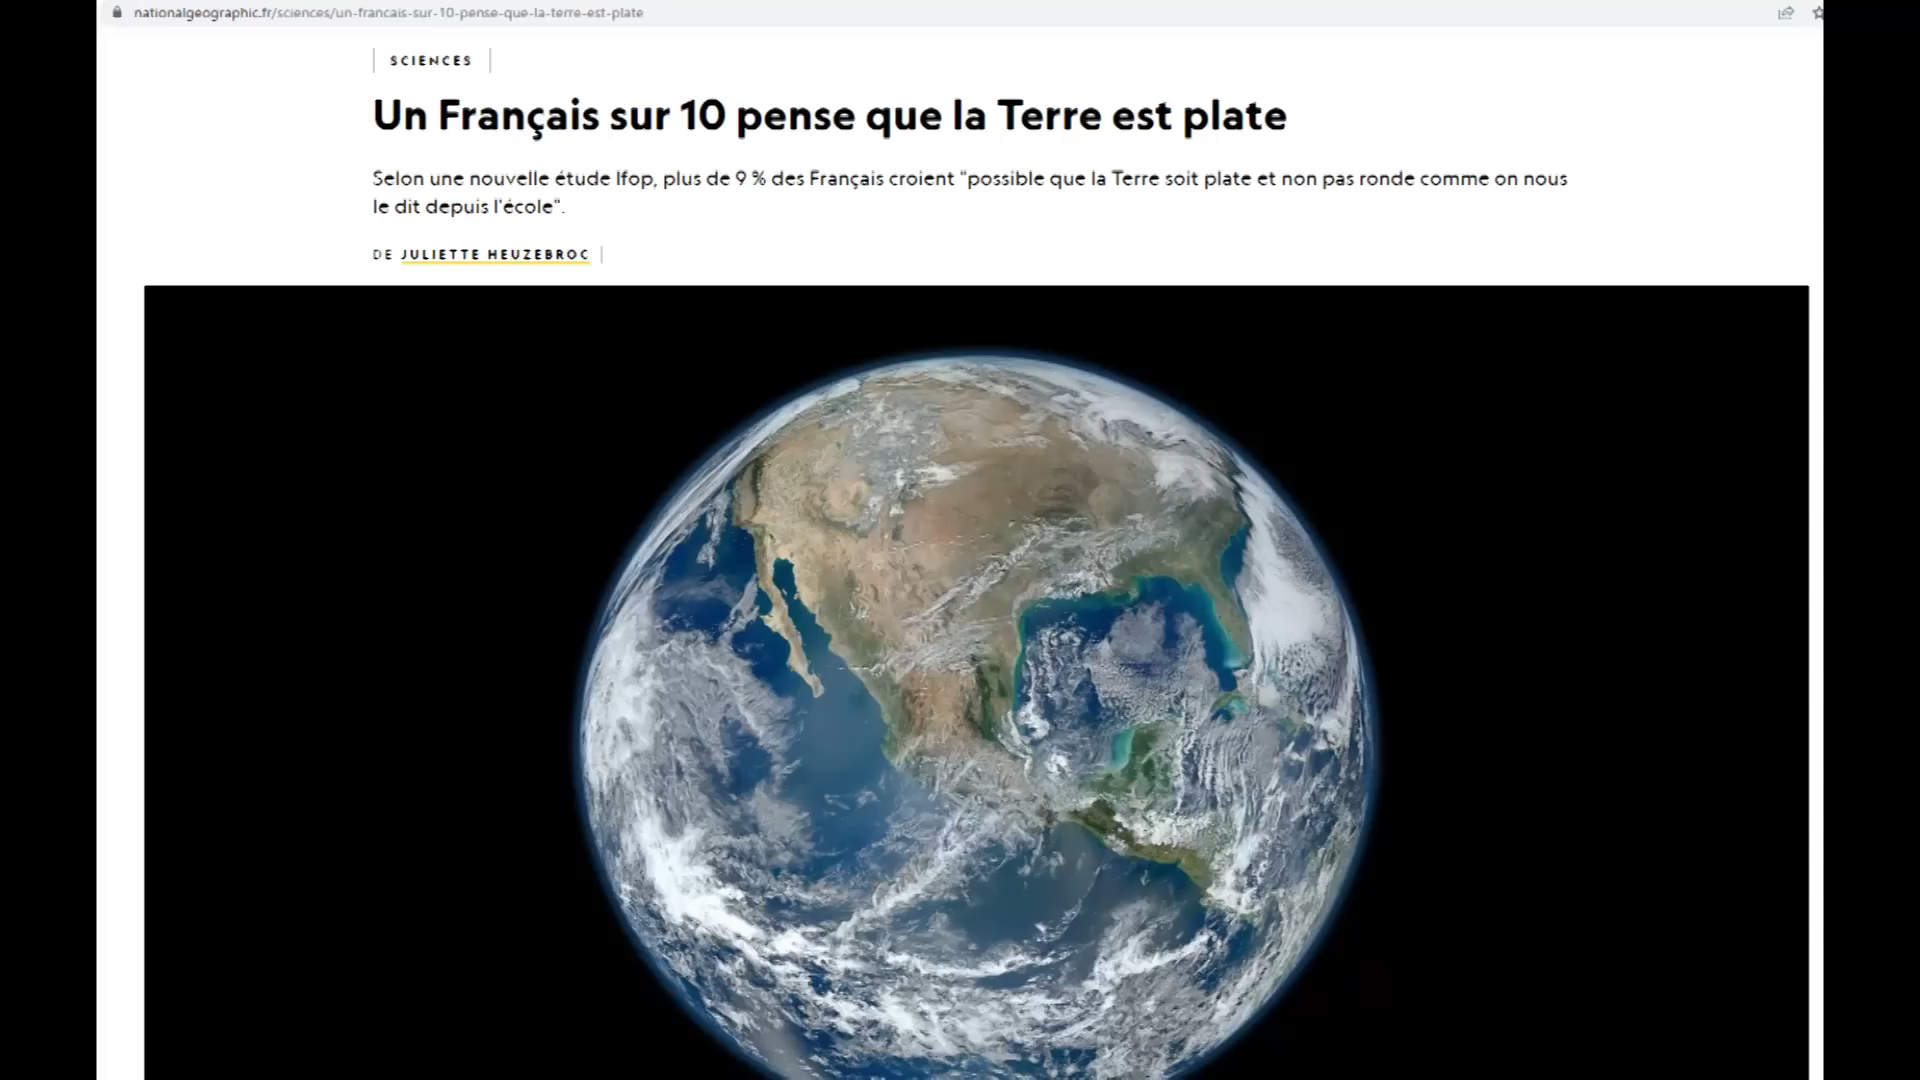 nationalgeographic.fr/sciences/un-francais-sur-10-pense-que-la-terre-est-plate
SCIENCES
Un Français sur 10 pense que la Terre est plate
Selon une nouvelle étude Ifop, plus de 9 % des Français croient "possible que la Terre soit plate et non pas ronde comme on nous
le dit depuis l'école".
DE JULIETTE HEUZEBROC